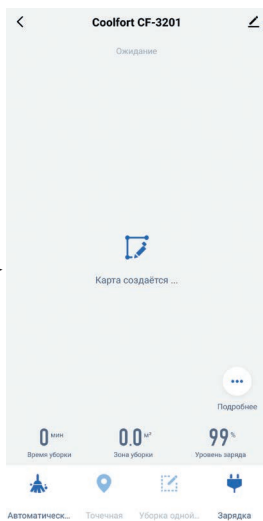 Coolfort CF-3201
Ожидание
Карта создаётся ...
Подробнее
0 мин 0.0 м² 99 %
Время уборки Зона уборки Уровень заряда
Автоматическ... Точечная Уборка одной... Зарядка